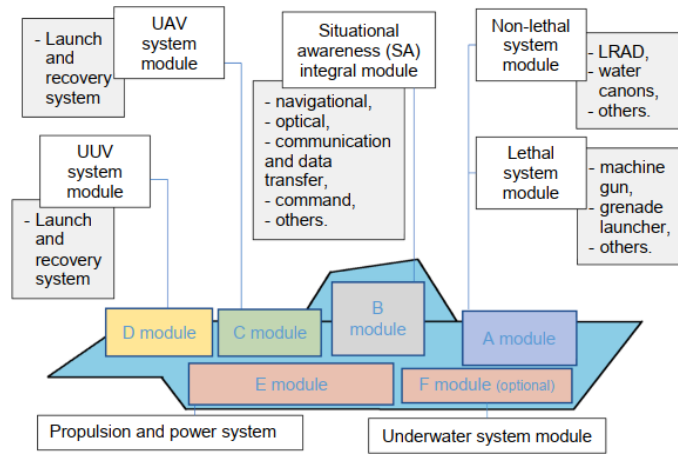 UAV
system
module
- Launch
and
recovery
system
Situational
awareness (SA)
integral module
- navigational,
- optical,
- communication
and data
transfer,
- command,
- others.
Non-lethal
system
module
- LRAD,
- water
canons,
- others.
UUV
system
module
- Launch
and
recovery
system
Lethal
system
module
- machine
gun,
- grenade
launcher,
- others.
D module
C module
B
module
A module
E module
F module (optional)
Propulsion and power system
Underwater system module